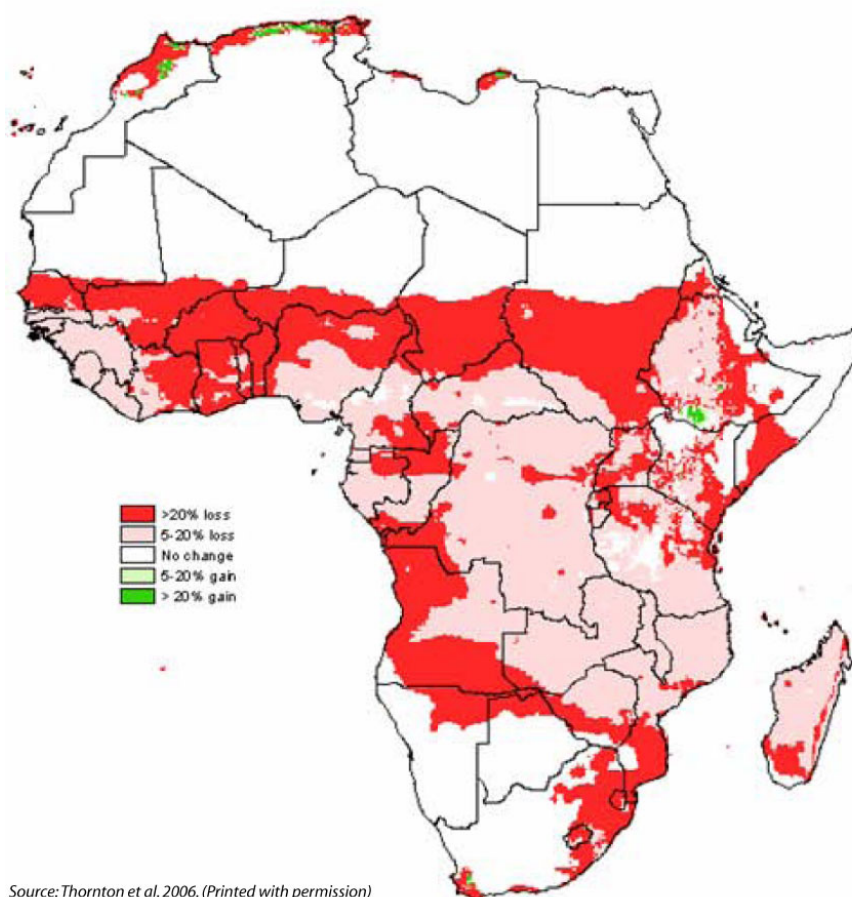 >20% loss
5-20% loss
No change
5-20% gain
> 20% gain
Source: Thornton et al. 2006. (Printed with permission)